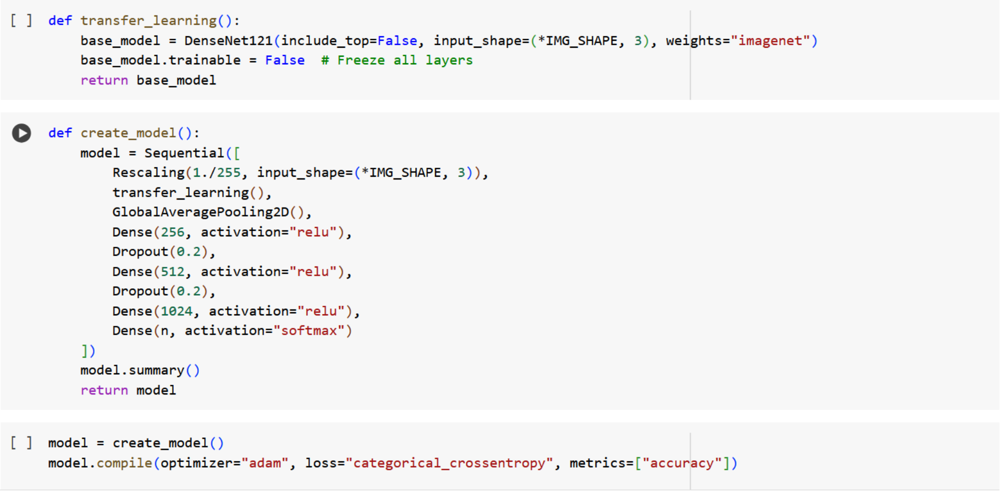 [ ] def transfer_learning():
        base_model = DenseNet121(include_top=False, input_shape=(*IMG_SHAPE, 3), weights="imagenet")
        base_model.trainable = False  # Freeze all layers
        return base_model
def create_model():
    model = Sequential([
        Rescaling(1./255, input_shape=(*IMG_SHAPE, 3)),
        transfer_learning(),
        GlobalAveragePooling2D(),
        Dense(256, activation="relu"),
        Dropout(0.2),
        Dense(512, activation="relu"),
        Dropout(0.2),
        Dense(1024, activation="relu"),
        Dense(n, activation="softmax")
    ])
    model.summary()
    return model
[ ] model = create_model()
model.compile(optimizer="adam", loss="categorical_crossentropy", metrics=["accuracy"])